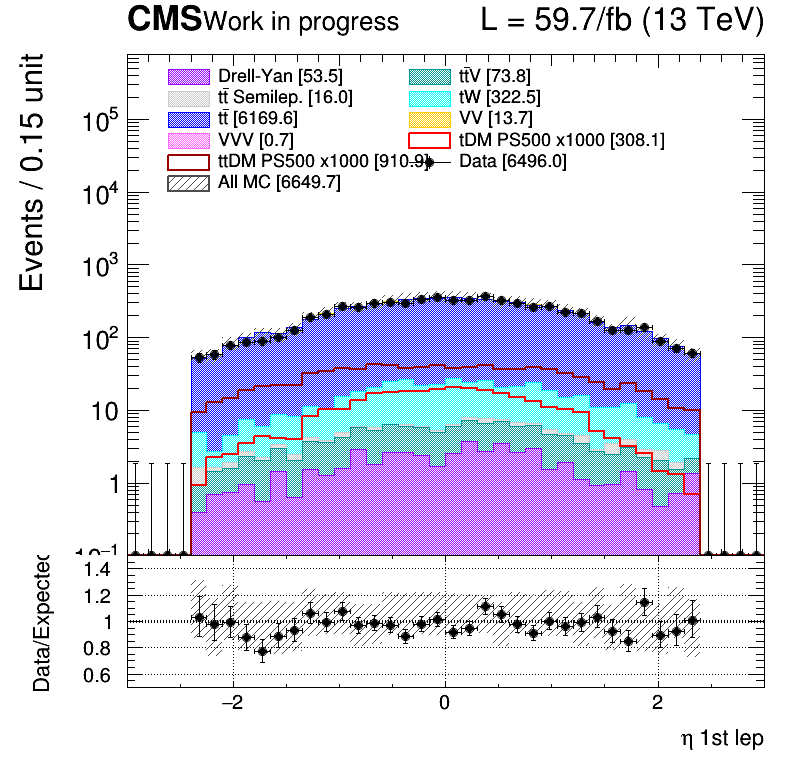 CMS Work in progress L = 59.7/fb (13 TeV)
Events / 0.15 unit
Drell-Yan [53.5] tt̄V [73.8]
tt̄ Semilep. [16.0] tW [322.5]
tt̄ [6169.6] VV [13.7]
VVV [0.7] tDM PS500 x1000 [308.1]
ttDM PS500 x1000 [910.9] Data [6496.0]
All MC [6649.7]
10⁵
10⁴
10³
10²
10
1
10⁻¹
Data/Expected
1.4
1.2
1
0.8
0.6
−2 0 2
η 1st lep